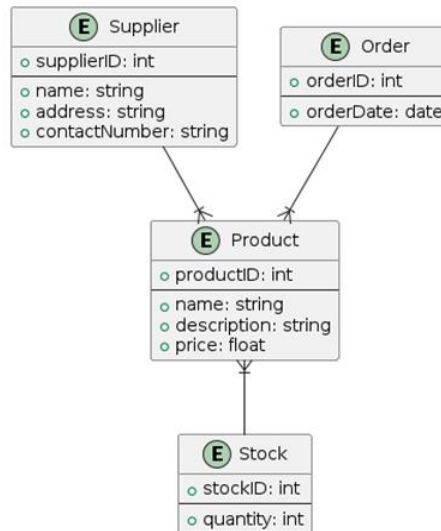 E Supplier
supplierID: int
name: string
address: string
contactNumber: string
E Order
orderID: int
orderDate: date
E Product
productID: int
name: string
description: string
price: float
E Stock
stockID: int
quantity: int